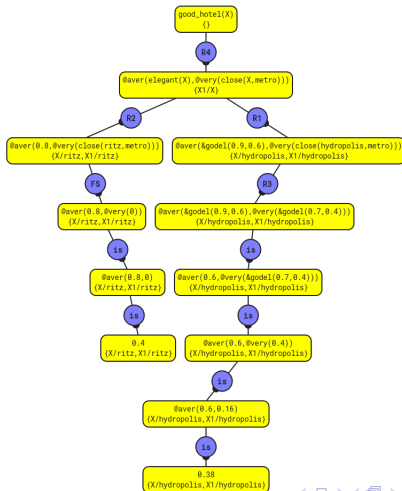 good_hotel(X)
{}
R4
@aver(elegant(X),@very(close(X,metro)))
{X1/X}
R2
R1
@aver(0.8,@very(close(ritz,metro)))
{X/ritz,X1/ritz}
@aver(&godel(0.9,0.6),@very(close(hydropolis,metro)))
{X/hydropolis,X1/hydropolis}
FS
R3
@aver(0.8,@very(0))
{X/ritz,X1/ritz}
@aver(&godel(0.9,0.6),@very(&godel(0.7,0.4)))
{X/hydropolis,X1/hydropolis}
is
is
@aver(0.8,0)
{X/ritz,X1/ritz}
@aver(0.6,@very(&godel(0.7,0.4)))
{X/hydropolis,X1/hydropolis}
is
is
0.4
{X/ritz,X1/ritz}
@aver(0.6,@very(0.4))
{X/hydropolis,X1/hydropolis}
is
@aver(0.6,0.16)
{X/hydropolis,X1/hydropolis}
is
0.38
{X/hydropolis,X1/hydropolis}